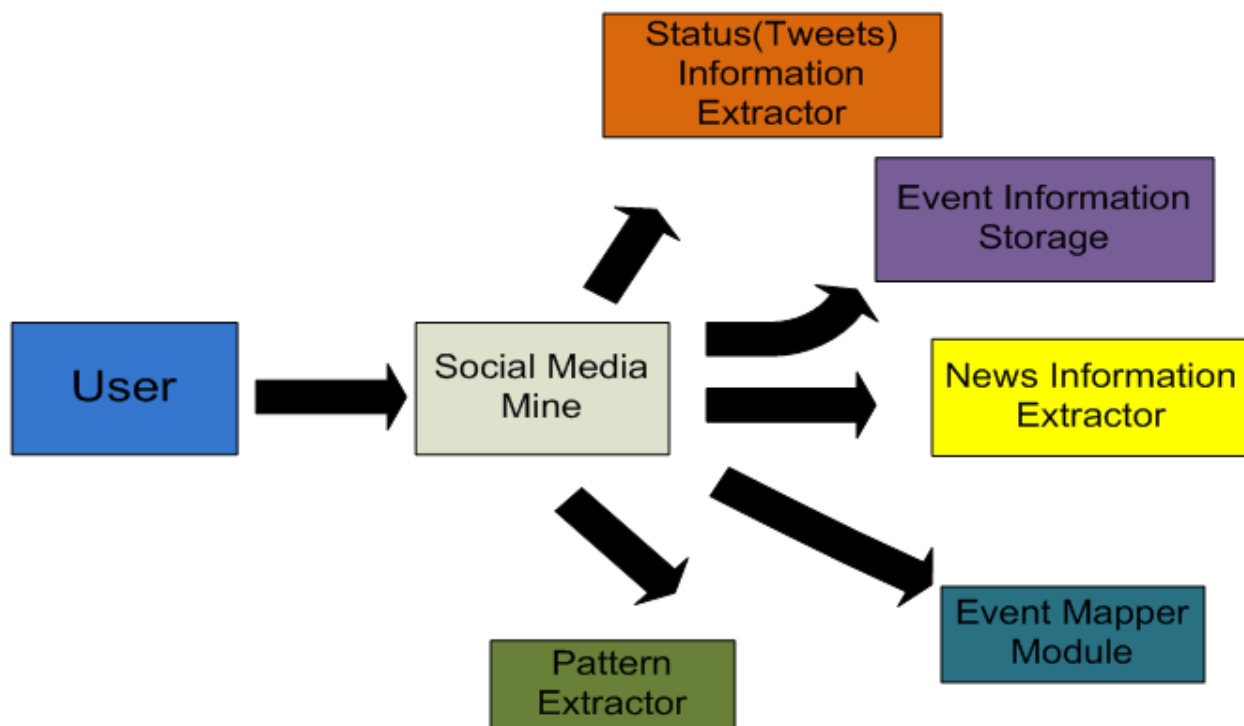 Status(Tweets)
Information
Extractor
Event Information
Storage
User
Social Media
Mine
News Information
Extractor
Event Mapper
Module
Pattern
Extractor